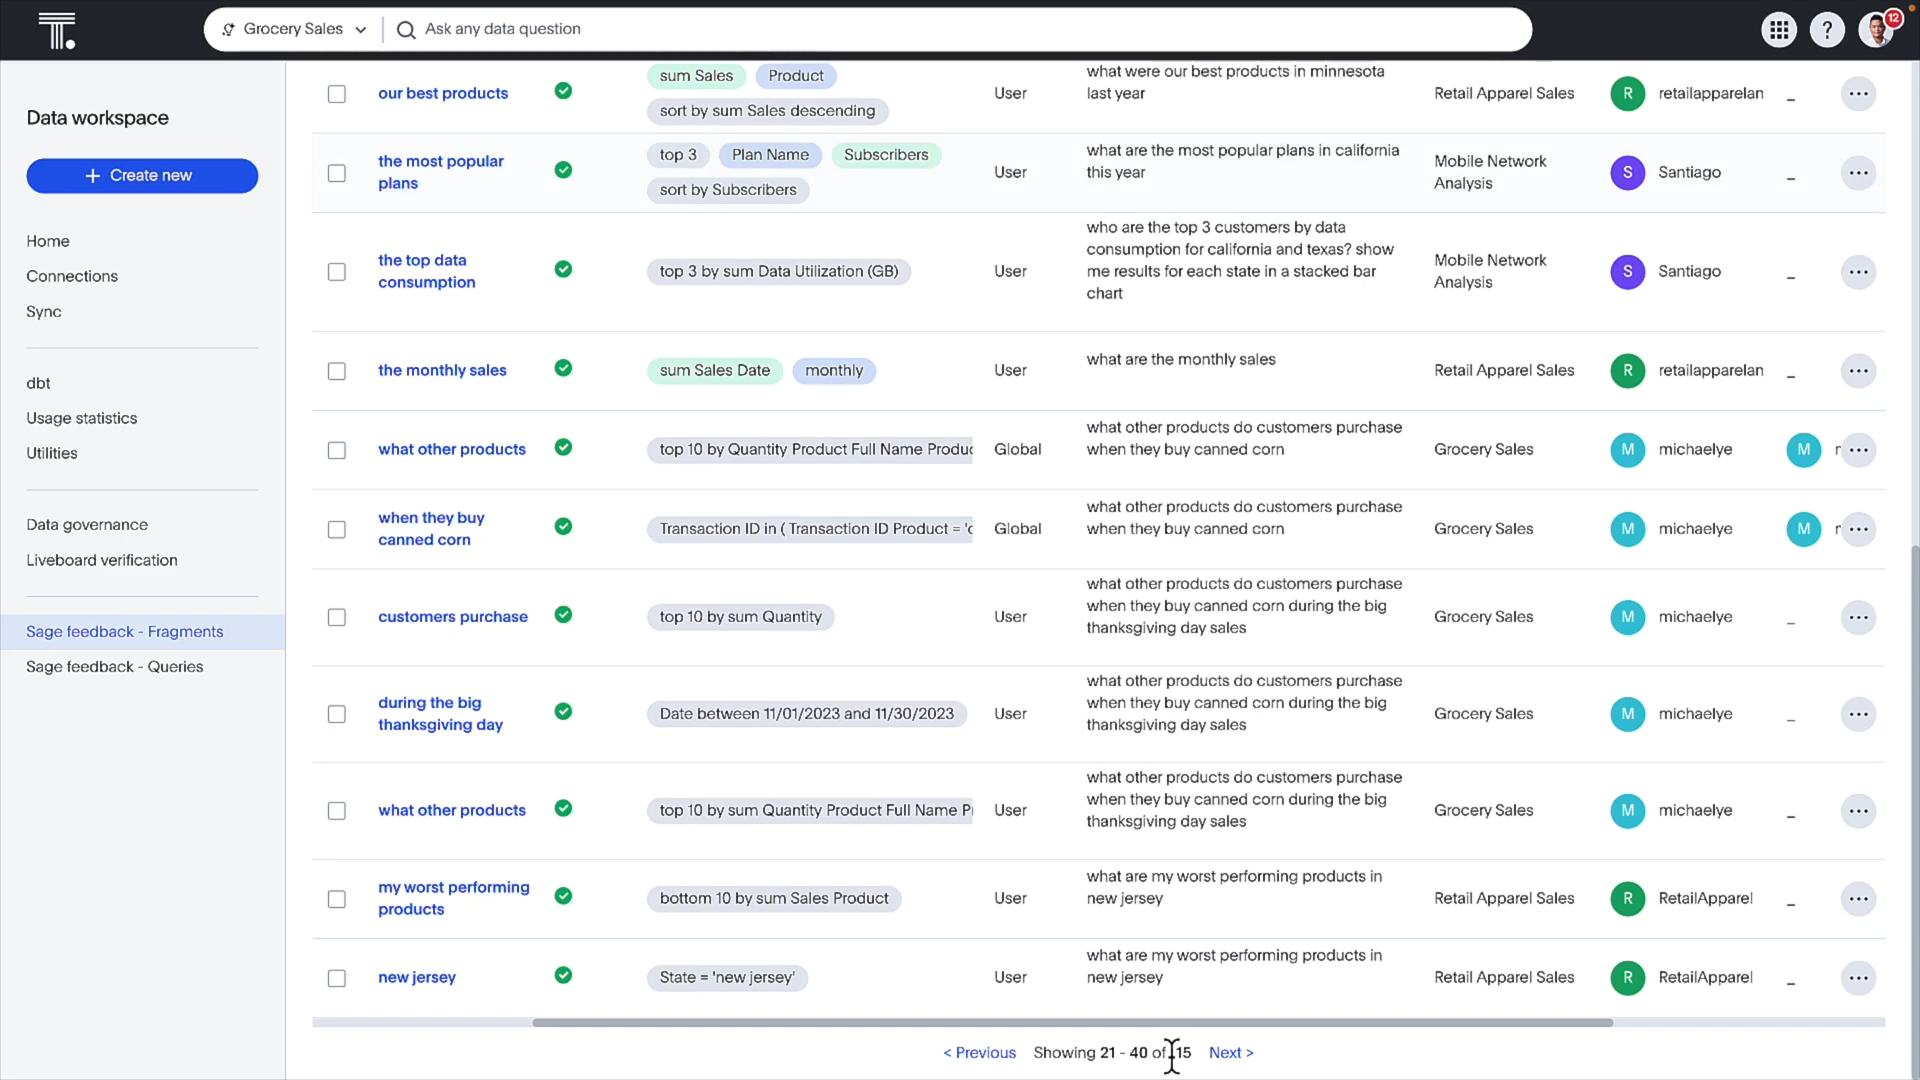 T.
Grocery Sales
Ask any data question
?
12
Data workspace
+ Create new
Home
Connections
Sync
dbt
Usage statistics
Utilities
Data governance
Liveboard verification
Sage feedback - Fragments
Sage feedback - Queries
our best products
sum Sales
Product
sort by sum Sales descending
User
what were our best products in minnesota
last year
Retail Apparel Sales
R
retailapparelan
_
the most popular
plans
top 3
Plan Name
Subscribers
sort by Subscribers
User
what are the most popular plans in california
this year
Mobile Network
Analysis
S
Santiago
_
the top data
consumption
top 3 by sum Data Utilization (GB)
User
who are the top 3 customers by data
consumption for california and texas? show
me results for each state in a stacked bar
chart
Mobile Network
Analysis
S
Santiago
_
the monthly sales
sum Sales Date
monthly
User
what are the monthly sales
Retail Apparel Sales
R
retailapparelan
_
what other products
top 10 by Quantity Product Full Name Produc
Global
what other products do customers purchase
when they buy canned corn
Grocery Sales
M
michaelye
M
when they buy
canned corn
Transaction ID in ( Transaction ID Product = 'c
Global
what other products do customers purchase
when they buy canned corn
Grocery Sales
M
michaelye
M
customers purchase
top 10 by sum Quantity
User
what other products do customers purchase
when they buy canned corn during the big
thanksgiving day sales
Grocery Sales
M
michaelye
_
during the big
thanksgiving day
Date between 11/01/2023 and 11/30/2023
User
what other products do customers purchase
when they buy canned corn during the big
thanksgiving day sales
Grocery Sales
M
michaelye
_
what other products
top 10 by sum Quantity Product Full Name P
User
what other products do customers purchase
when they buy canned corn during the big
thanksgiving day sales
Grocery Sales
M
michaelye
_
my worst performing
products
bottom 10 by sum Sales Product
User
what are my worst performing products in
new jersey
Retail Apparel Sales
R
RetailApparel
_
new jersey
State = 'new jersey'
User
what are my worst performing products in
new jersey
Retail Apparel Sales
R
RetailApparel
_
< Previous
Showing 21 - 40 of
Next >